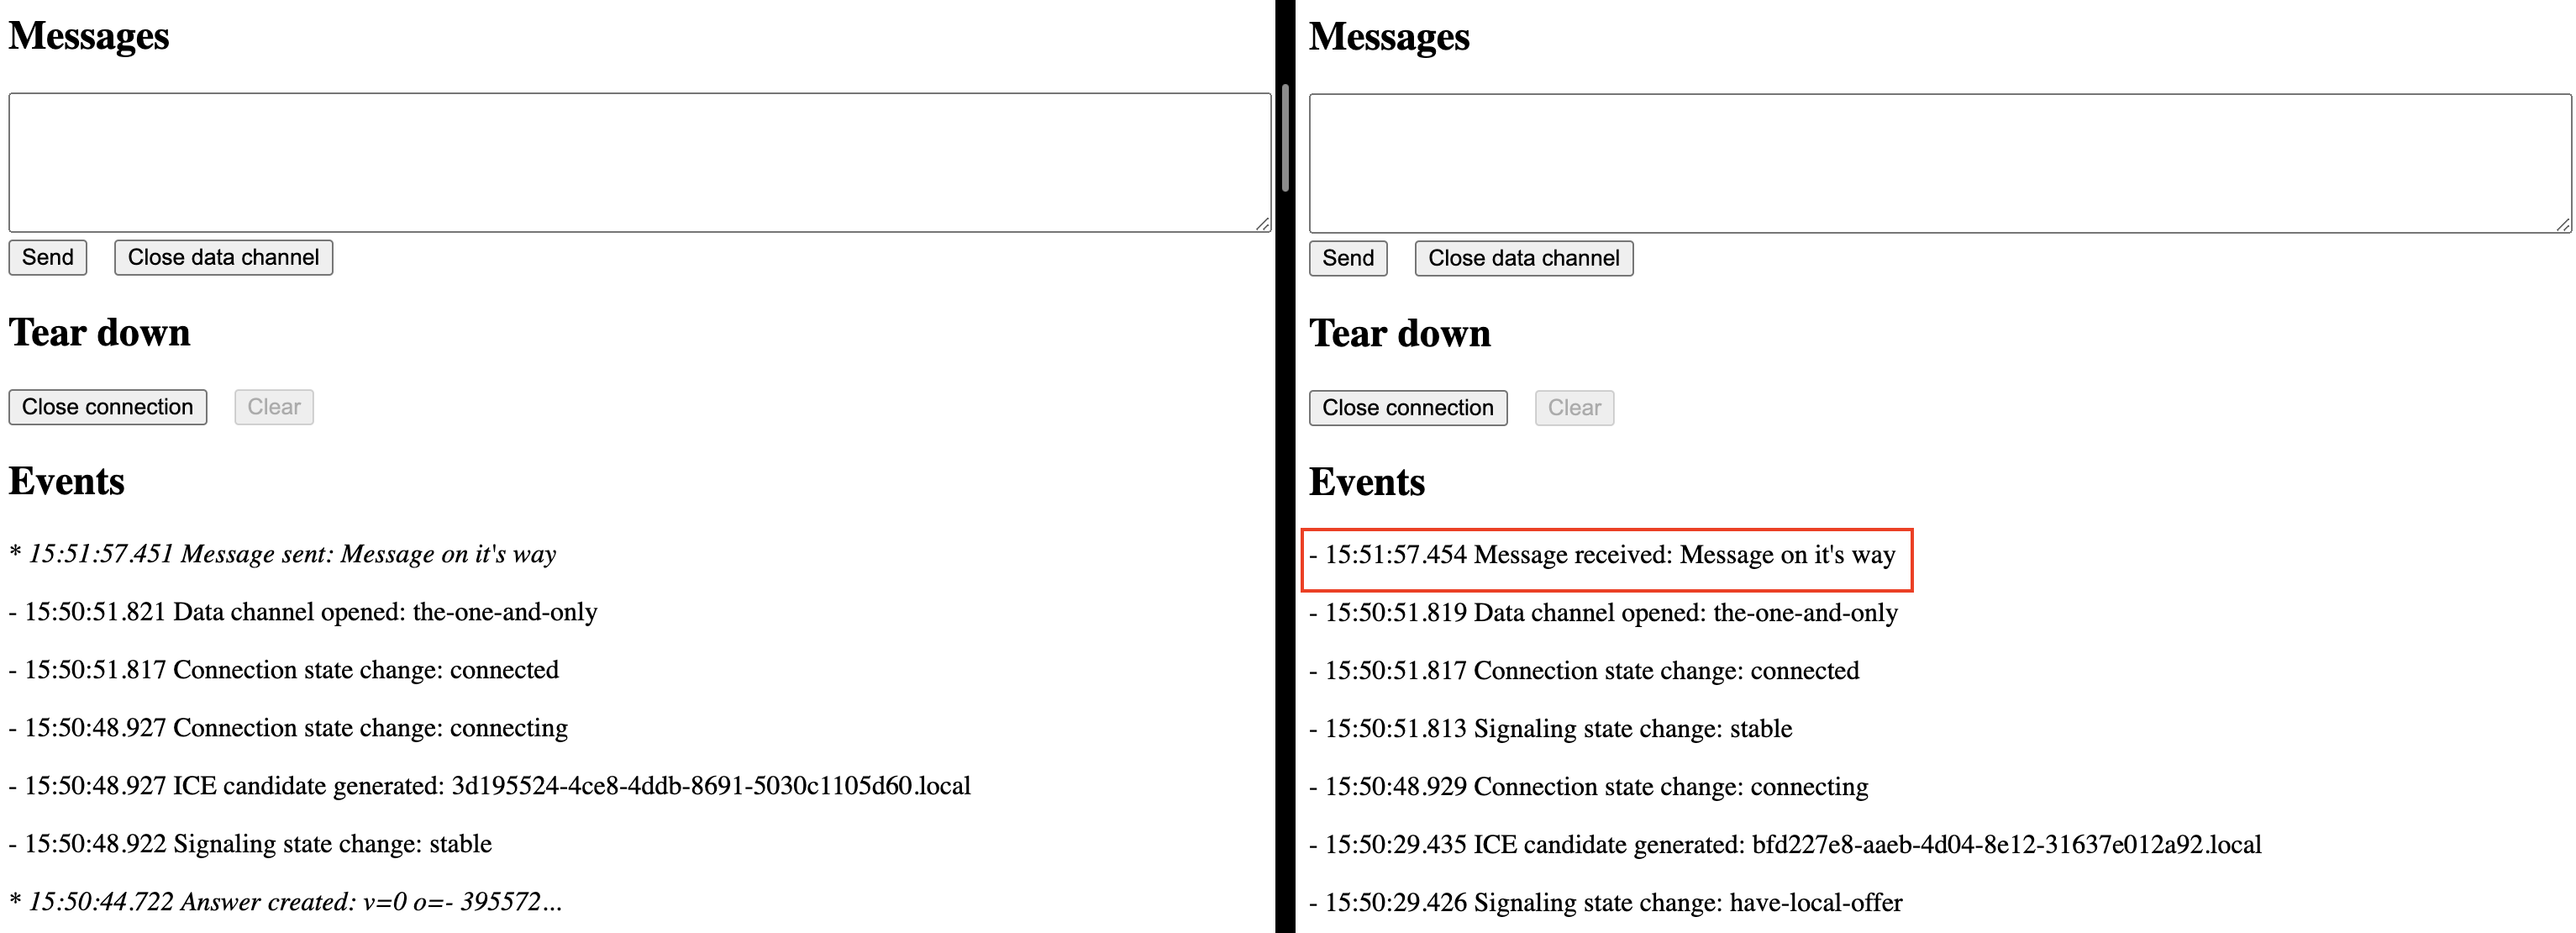 Messages
Send
Close data channel
Tear down
Close connection
Clear
Events
* 15:51:57.451 Message sent: Message on it's way
- 15:50:51.821 Data channel opened: the-one-and-only
- 15:50:51.817 Connection state change: connected
- 15:50:48.927 Connection state change: connecting
- 15:50:48.927 ICE candidate generated: 3d195524-4ce8-4ddb-8691-5030c1105d60.local
- 15:50:48.922 Signaling state change: stable
* 15:50:44.722 Answer created: v=0 o=- 395572...
Messages
Send
Close data channel
Tear down
Close connection
Clear
Events
- 15:51:57.454 Message received: Message on it's way
- 15:50:51.819 Data channel opened: the-one-and-only
- 15:50:51.817 Connection state change: connected
- 15:50:51.813 Signaling state change: stable
- 15:50:48.929 Connection state change: connecting
- 15:50:29.435 ICE candidate generated: bfd227e8-aaeb-4d04-8e12-31637e012a92.local
- 15:50:29.426 Signaling state change: have-local-offer